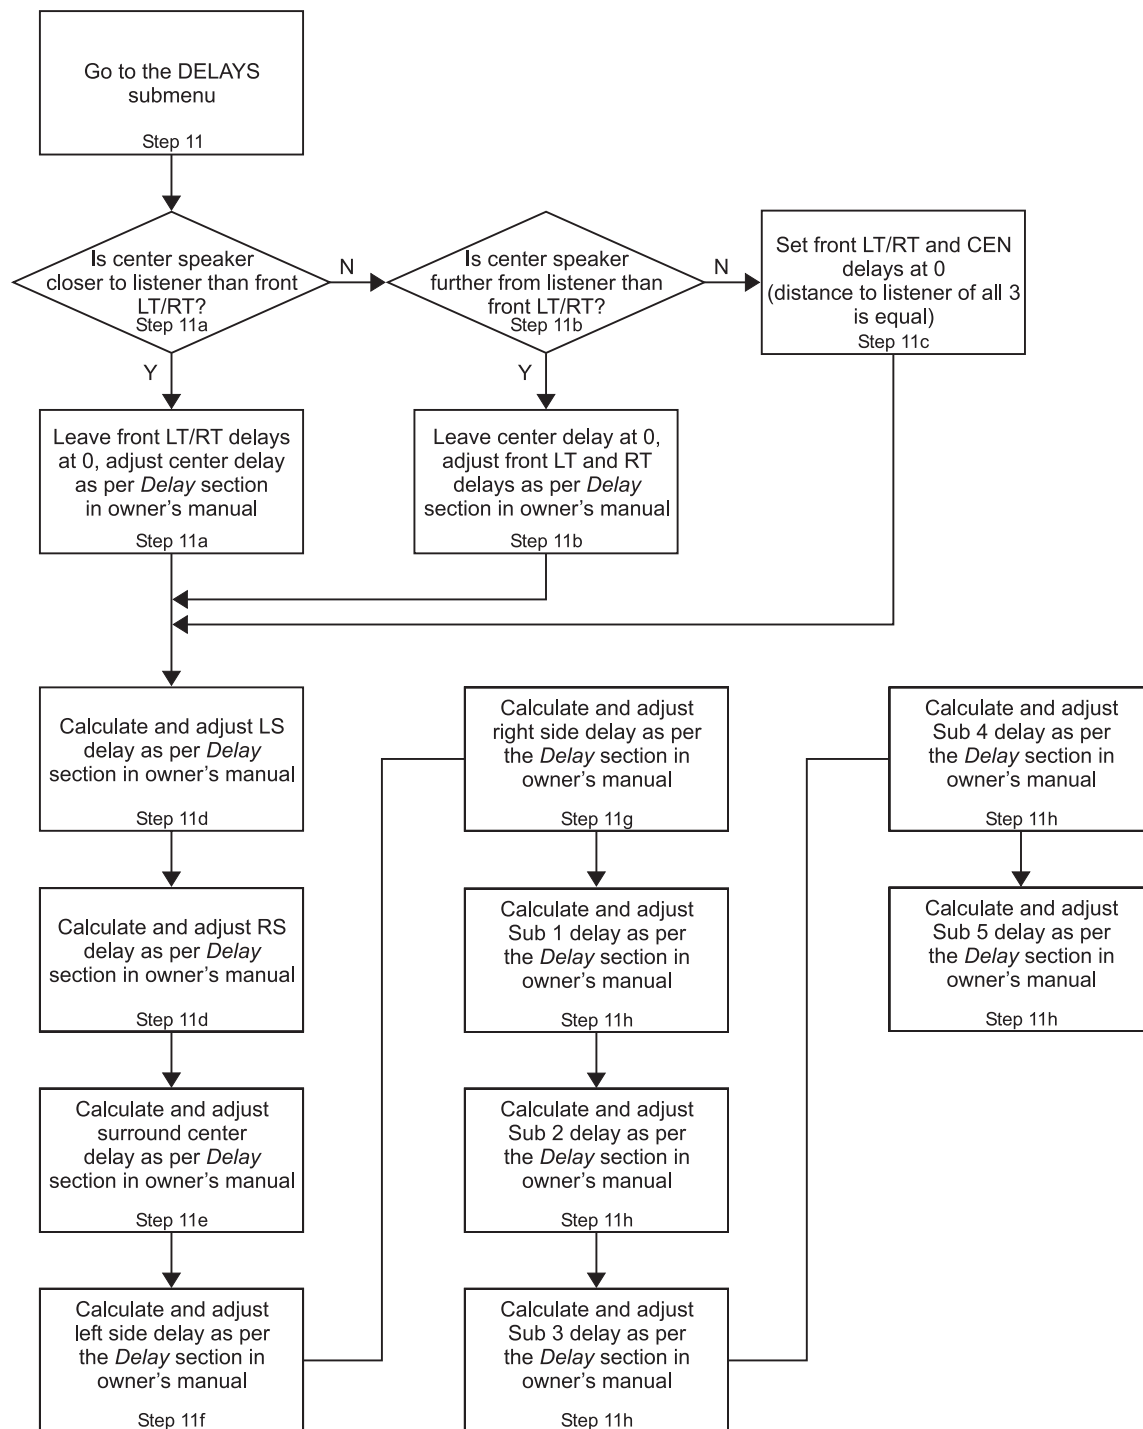 Go to the DELAYS
submenu
Step 11
Is center speaker
closer to listener than front
LT/RT?
Step 11a
N
Y
Is center speaker
further from listener than
front LT/RT?
Step 11b
N
Y
Set front LT/RT and CEN
delays at 0
(distance to listener of all 3
is equal)
Step 11c
Leave front LT/RT delays
at 0, adjust center delay
as per Delay section
in owner’s manual
Step 11a
Leave center delay at 0,
adjust front LT and RT
delays as per Delay
section in owner’s manual
Step 11b
Calculate and adjust LS
delay as per Delay
section in owner’s manual
Step 11d
Calculate and adjust RS
delay as per Delay
section in owner’s manual
Step 11d
Calculate and adjust
surround center
delay as per Delay
section in owner’s manual
Step 11e
Calculate and adjust
left side delay as per
the Delay section in
owner’s manual
Step 11f
Calculate and adjust
right side delay as per
the Delay section in
owner’s manual
Step 11g
Calculate and adjust
Sub 1 delay as per
the Delay section in
owner’s manual
Step 11h
Calculate and adjust
Sub 2 delay as per
the Delay section in
owner’s manual
Step 11h
Calculate and adjust
Sub 3 delay as per
the Delay section in
owner’s manual
Step 11h
Calculate and adjust
Sub 4 delay as per
the Delay section in
owner’s manual
Step 11h
Calculate and adjust
Sub 5 delay as per
the Delay section in
owner’s manual
Step 11h